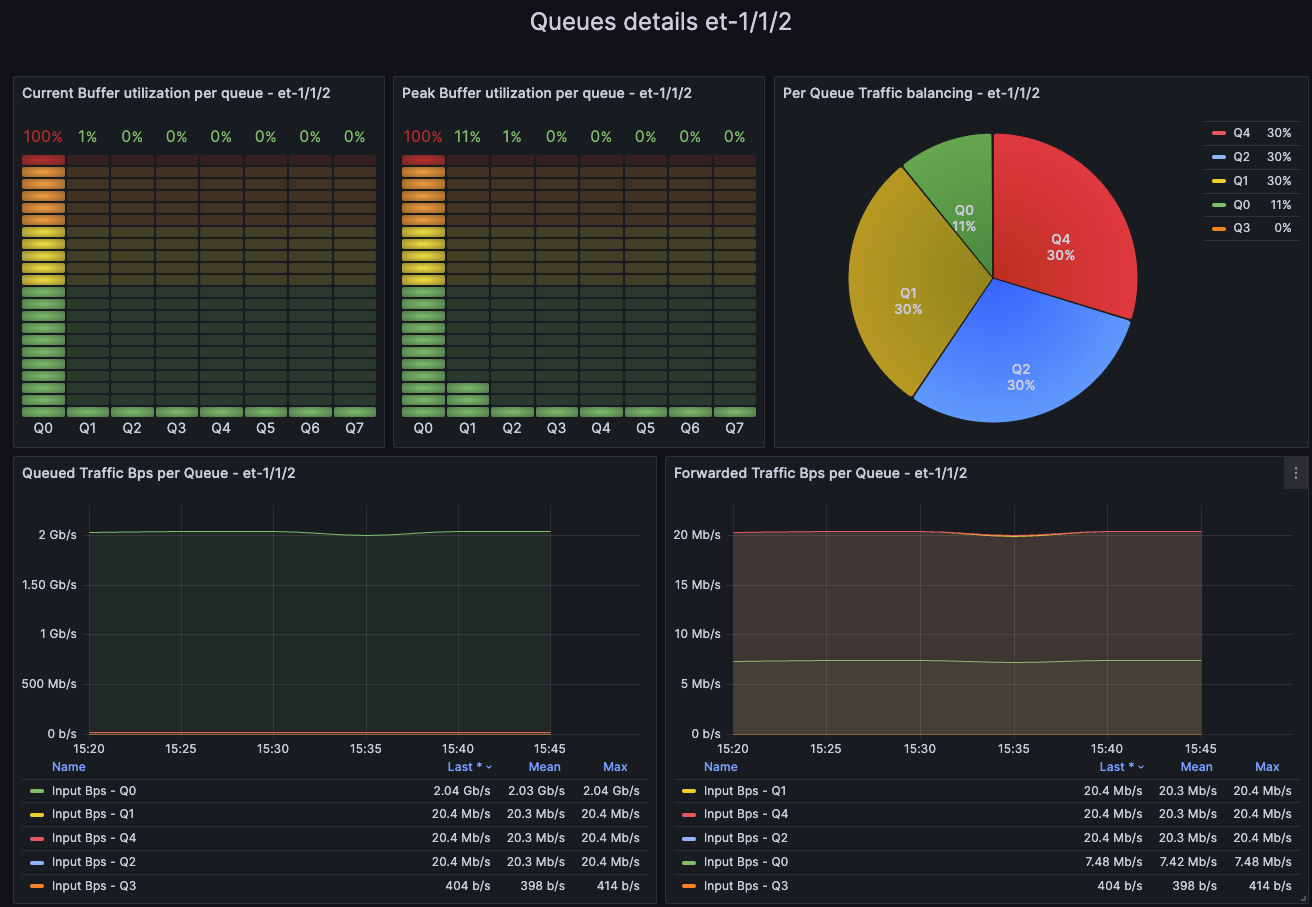 Queues details et-1/1/2
Current Buffer utilization per queue - et-1/1/2
100% 1% 0% 0% 0% 0% 0% 0%
Q0 Q1 Q2 Q3 Q4 Q5 Q6 Q7
Peak Buffer utilization per queue - et-1/1/2
100% 11% 1% 0% 0% 0% 0% 0%
Q0 Q1 Q2 Q3 Q4 Q5 Q6 Q7
Per Queue Traffic balancing - et-1/1/2
Q0
11%
Q4
30%
Q1
30%
Q2
30%
Q4 30%
Q2 30%
Q1 30%
Q0 11%
Q3 0%
Queued Traffic Bps per Queue - et-1/1/2
2 Gb/s
1.50 Gb/s
1 Gb/s
500 Mb/s
0 b/s
15:20 15:25 15:30 15:35 15:40 15:45
Name Last * Mean Max
Input Bps - Q0 2.04 Gb/s 2.03 Gb/s 2.04 Gb/s
Input Bps - Q1 20.4 Mb/s 20.3 Mb/s 20.4 Mb/s
Input Bps - Q4 20.4 Mb/s 20.3 Mb/s 20.4 Mb/s
Input Bps - Q2 20.4 Mb/s 20.3 Mb/s 20.4 Mb/s
Input Bps - Q3 404 b/s 398 b/s 414 b/s
Forwarded Traffic Bps per Queue - et-1/1/2
20 Mb/s
15 Mb/s
10 Mb/s
5 Mb/s
0 b/s
15:20 15:25 15:30 15:35 15:40 15:45
Name Last * Mean Max
Input Bps - Q1 20.4 Mb/s 20.3 Mb/s 20.4 Mb/s
Input Bps - Q4 20.4 Mb/s 20.3 Mb/s 20.4 Mb/s
Input Bps - Q2 20.4 Mb/s 20.3 Mb/s 20.4 Mb/s
Input Bps - Q0 7.48 Mb/s 7.42 Mb/s 7.48 Mb/s
Input Bps - Q3 404 b/s 398 b/s 414 b/s